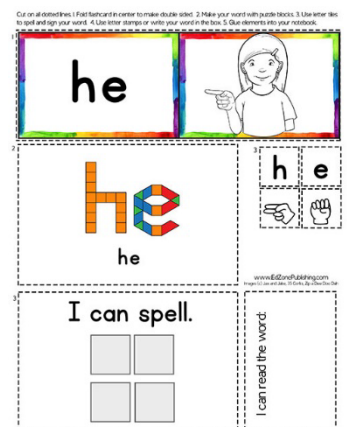 Cut on all dotted lines. 1. Fold flashcard in center to make double sided. 2. Make your word with puzzle blocks. 3. Use letter tiles
to spell and sign your word. 4. Use letter stamps or write your word in the box. 5. Glue elements into your notebook.
1
he
2
he
he
3
h e
www.EdZonePublishing.com
3
I can spell.
I can read the word: